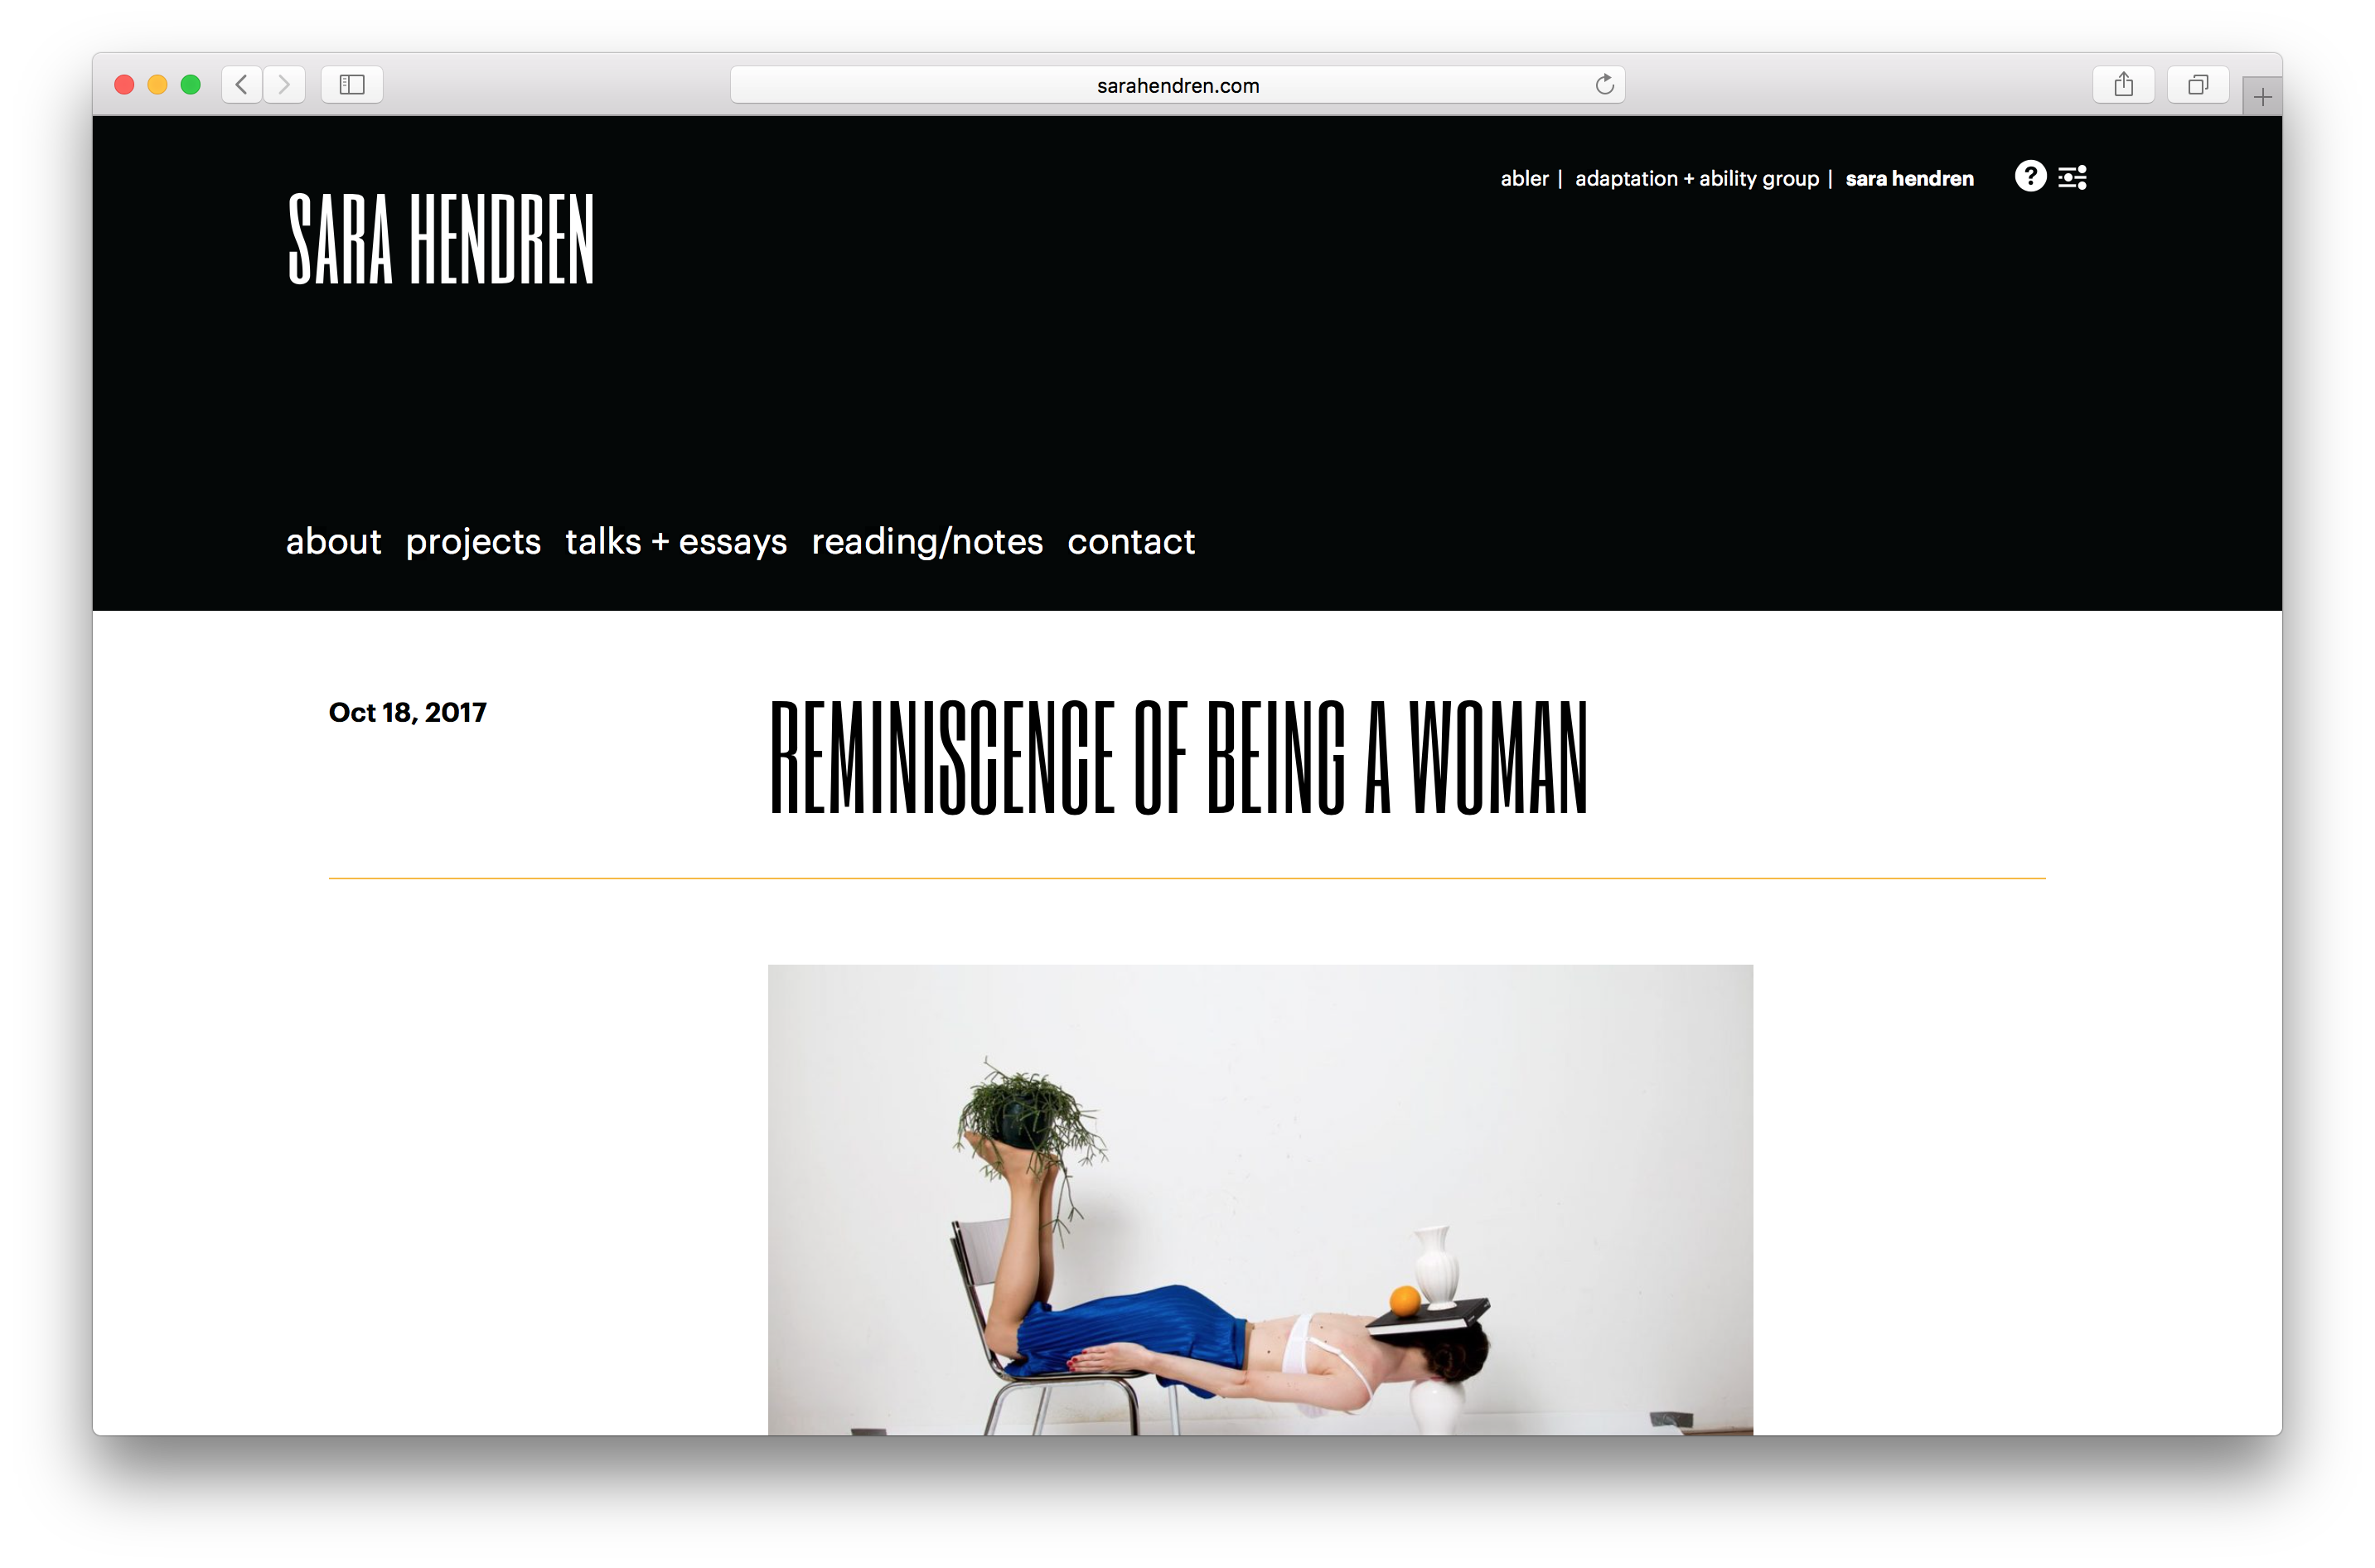 sarahendren.com
abler | adaptation + ability group | sara hendren
?
SARA HENDREN
about projects talks + essays reading/notes contact
Oct 18, 2017
REMINISCENCE OF BEING A WOMAN